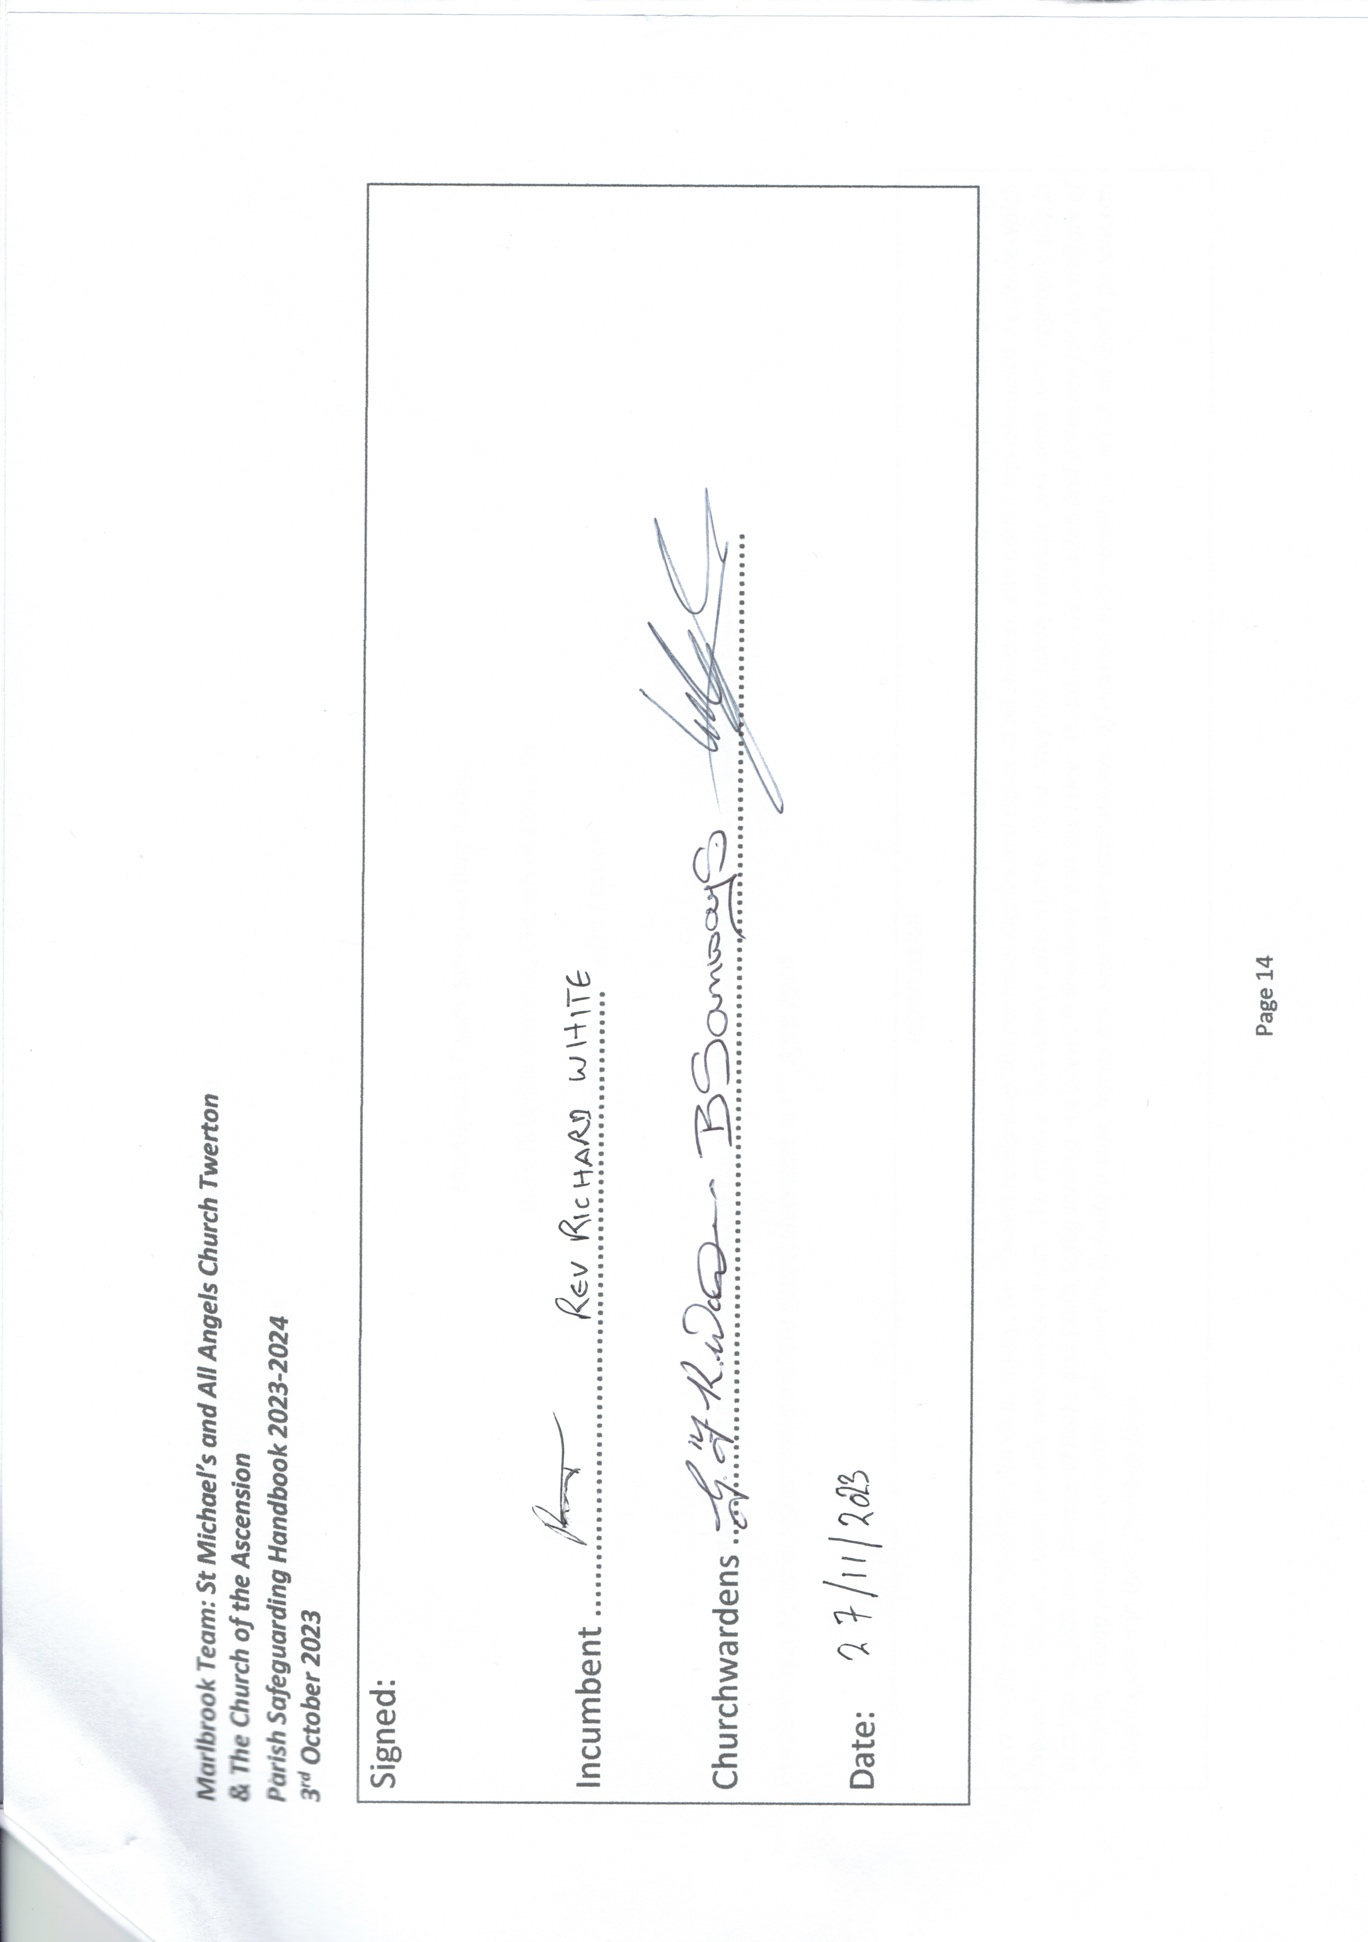 Marlbrook Team: St Michael's and All Angels Church Twerton
& The Church of the Ascension
Parish Safeguarding Handbook 2023-2024
3rd October 2023
Signed:
Incumbent .......... REV RICHARD WHITE
Churchwardens ..........
Date: 27/11/2023
Page 14